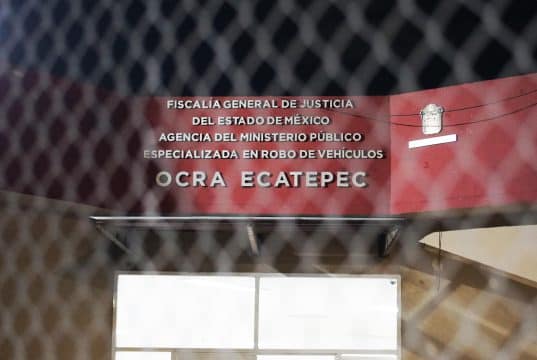 FISCALÍA GENERAL DE JUSTICIA
DEL ESTADO DE MÉXICO
AGENCIA DEL MINISTERIO PÚBLICO
ESPECIALIZADA EN ROBO DE VEHÍCULOS
OCRA ECATEPEC